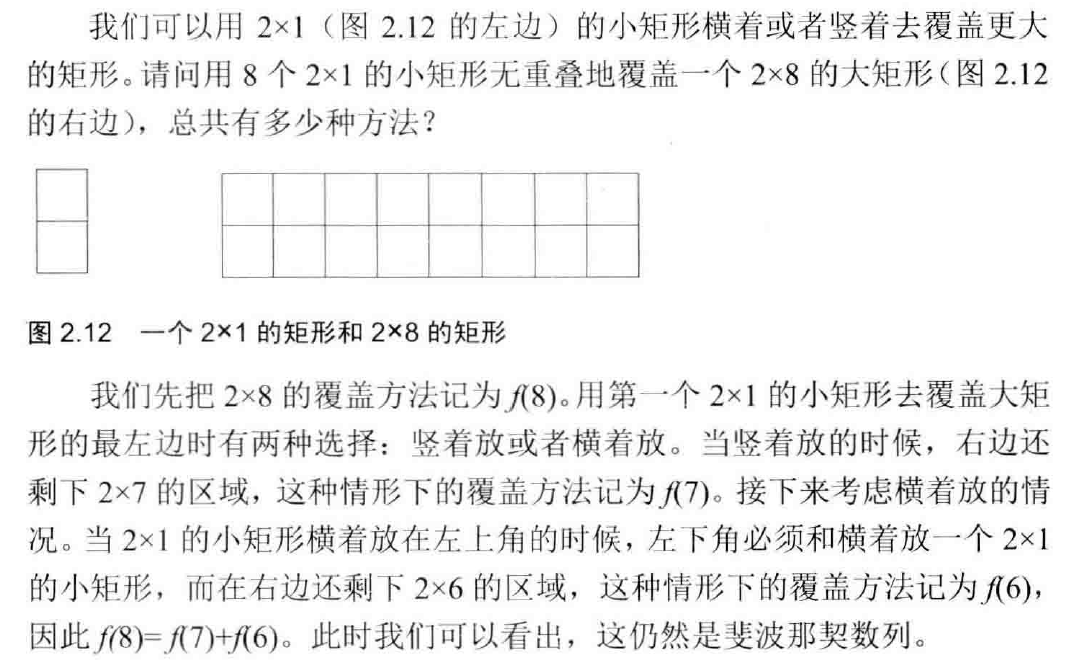 我们可以用 2×1（图 2.12 的左边）的小矩形横着或者竖着去覆盖更大
的矩形。请问用 8 个 2×1 的小矩形无重叠地覆盖一个 2×8 的大矩形（图 2.12
的右边），总共有多少种方法？
图 2.12 一个 2×1 的矩形和 2×8 的矩形
我们先把 2×8 的覆盖方法记为 f(8)。用第一个 2×1 的小矩形去覆盖大矩
形的最左边时有两种选择：竖着放或者横着放。当竖着放的时候，右边还
剩下 2×7 的区域，这种情形下的覆盖方法记为 f(7)。接下来考虑横着放的情
况。当 2×1 的小矩形横着放在左上角的时候，左下角必须和横着放一个 2×1
的小矩形，而在右边还剩下 2×6 的区域，这种情形下的覆盖方法记为 f(6)，
因此 f(8)= f(7)+f(6)。此时我们可以看出，这仍然是斐波那契数列。